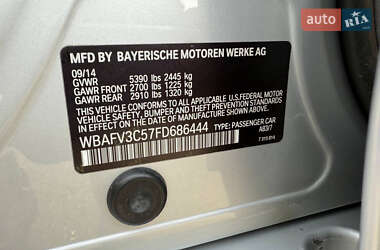 auto RIA
MFD BY BAYERISCHE MOTOREN WERKE AG
09/14
GVWR 5390 lbs 2445 kg
GAWR FRONT 2700 lbs 1225 kg
GAWR REAR 2910 lbs 1320 kg
THIS VEHICLE CONFORMS TO ALL APPLICABLE
FEDERAL MOTOR VEHICLE SAFETY,
BUMPER AND THEFT PREVENTION
STANDARDS IN EFFECT ON THE DATE OF
MANUFACTURE SHOWN ABOVE.
WBAFV3C57FD686444 TYPE: PASSENGER CAR
A83/7